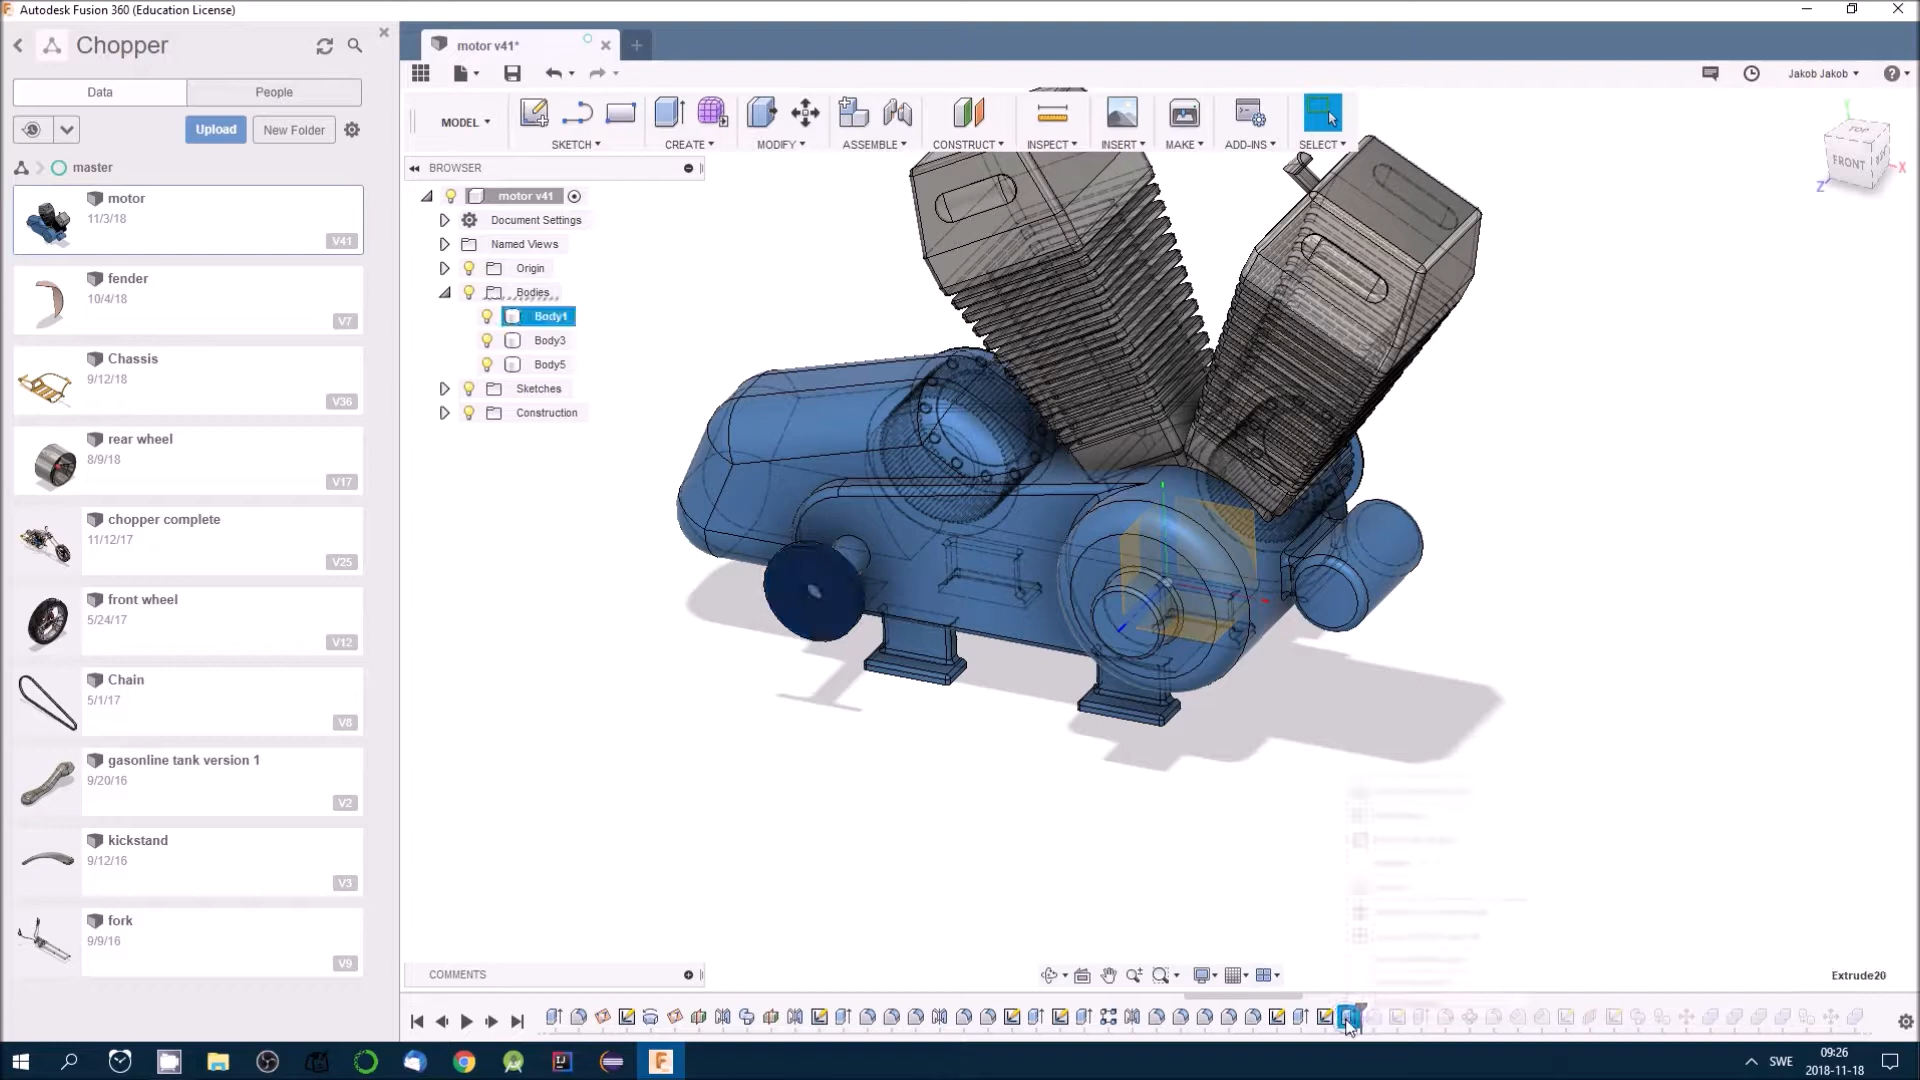 Autodesk Fusion 360 (Education License)
Chopper
Data
People
Upload
New Folder
master
motor
11/3/18
V41
fender
10/4/18
V7
Chassis
9/12/18
V36
rear wheel
8/9/18
V17
chopper complete
11/12/17
V25
front wheel
5/24/17
V12
Chain
5/1/17
V8
gasonline tank version 1
9/20/16
V2
kickstand
9/12/16
V3
fork
9/9/16
V9
motor v41*
Jakob Jakob
MODEL
SKETCH
CREATE
MODIFY
ASSEMBLE
CONSTRUCT
INSPECT
INSERT
MAKE
ADD-INS
SELECT
BROWSER
motor v41
Document Settings
Named Views
Origin
Bodies
Body1
Body3
Body5
Sketches
Construction
TOP
FRONT
X
Y
Z
COMMENTS
Extrude20
SWE
09:26
2018-11-18